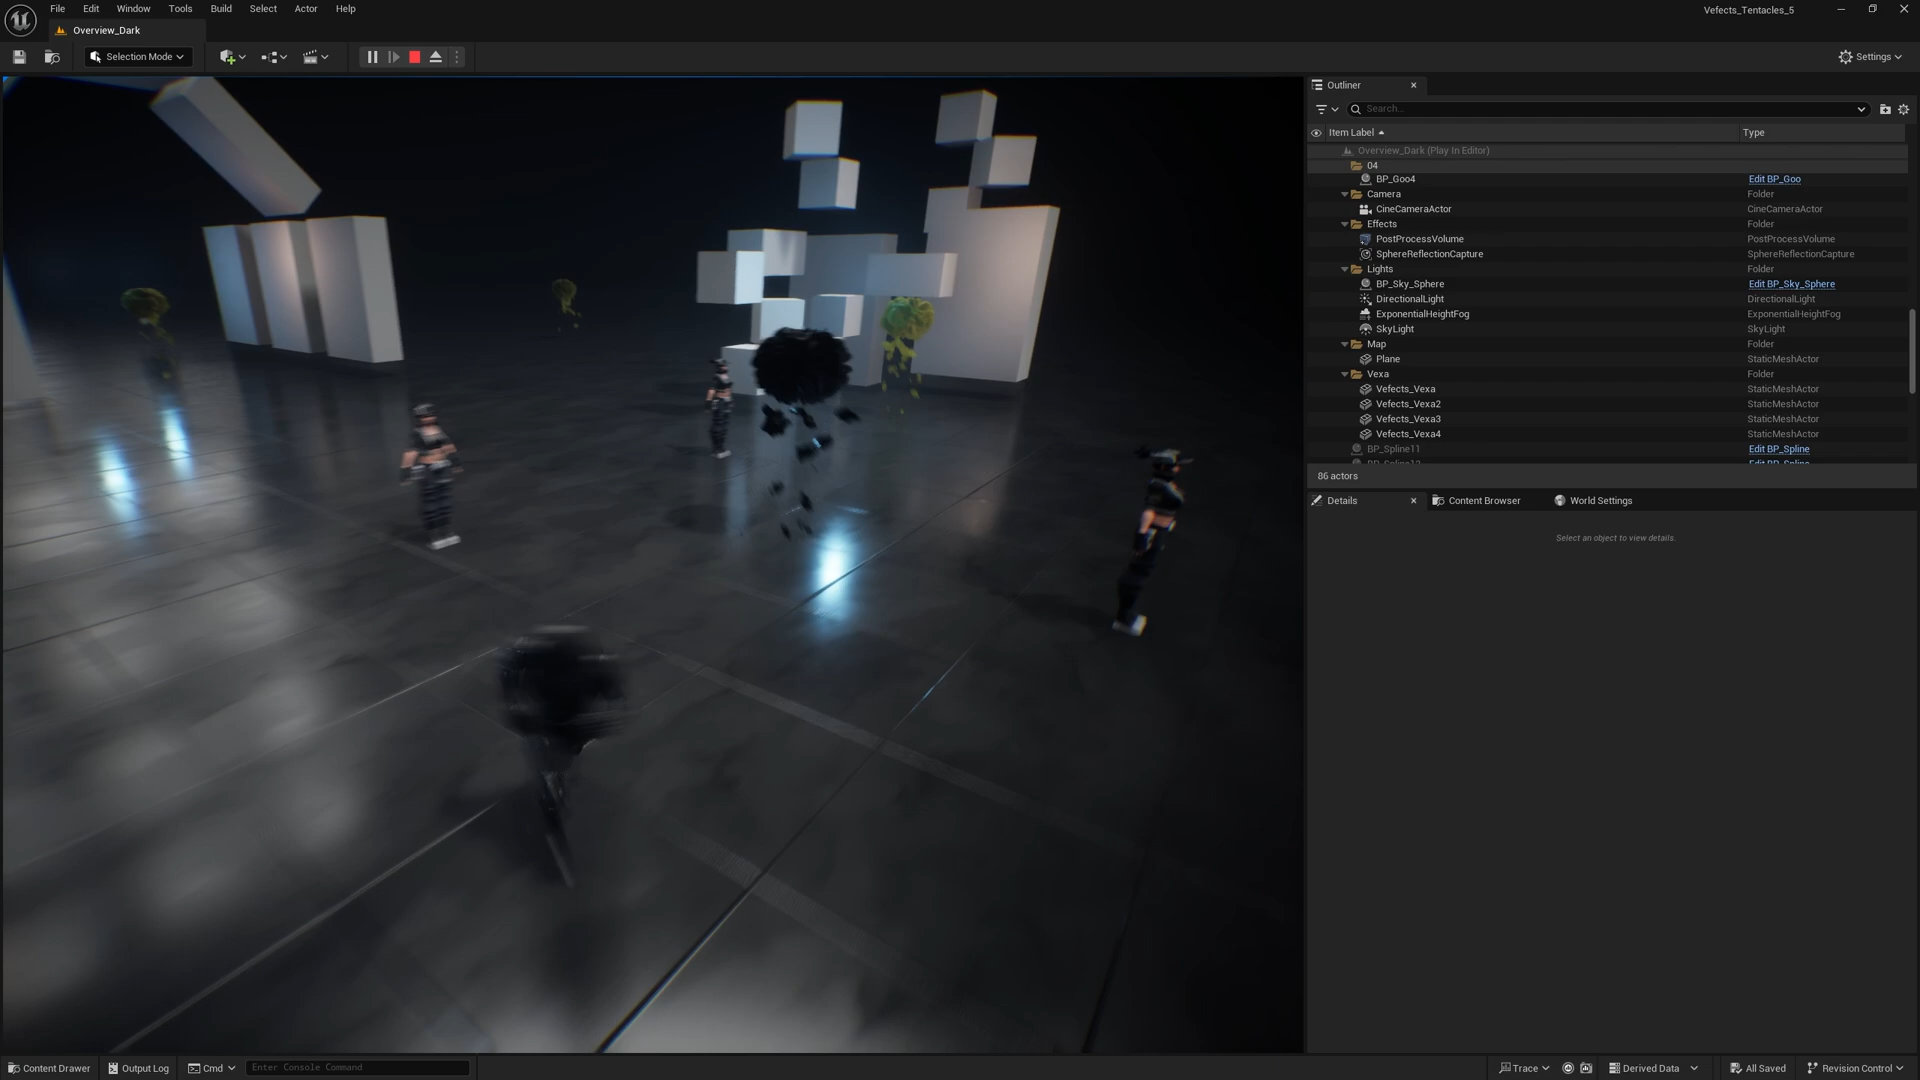 File Edit Window Tools Build Select Actor Help
Vefects_Tentacles_5
Overview_Dark
Selection Mode
Settings
Outliner
Search...
Item Label Type
Overview_Dark (Play In Editor)
04
BP_Goo4 Edit BP_Goo
Camera Folder
CineCameraActor CineCameraActor
Effects Folder
PostProcessVolume PostProcessVolume
SphereReflectionCapture SphereReflectionCapture
Lights Folder
BP_Sky_Sphere Edit BP_Sky_Sphere
DirectionalLight DirectionalLight
ExponentialHeightFog ExponentialHeightFog
SkyLight SkyLight
Map Folder
Plane StaticMeshActor
Vexa Folder
Vefects_Vexa StaticMeshActor
Vefects_Vexa2 StaticMeshActor
Vefects_Vexa3 StaticMeshActor
Vefects_Vexa4 StaticMeshActor
BP_Spline11 Edit BP_Spline
86 actors
Details Content Browser World Settings
Select an object to view details.
Content Drawer Output Log Cmd Enter Console Command Trace Derived Data All Saved Revision Control